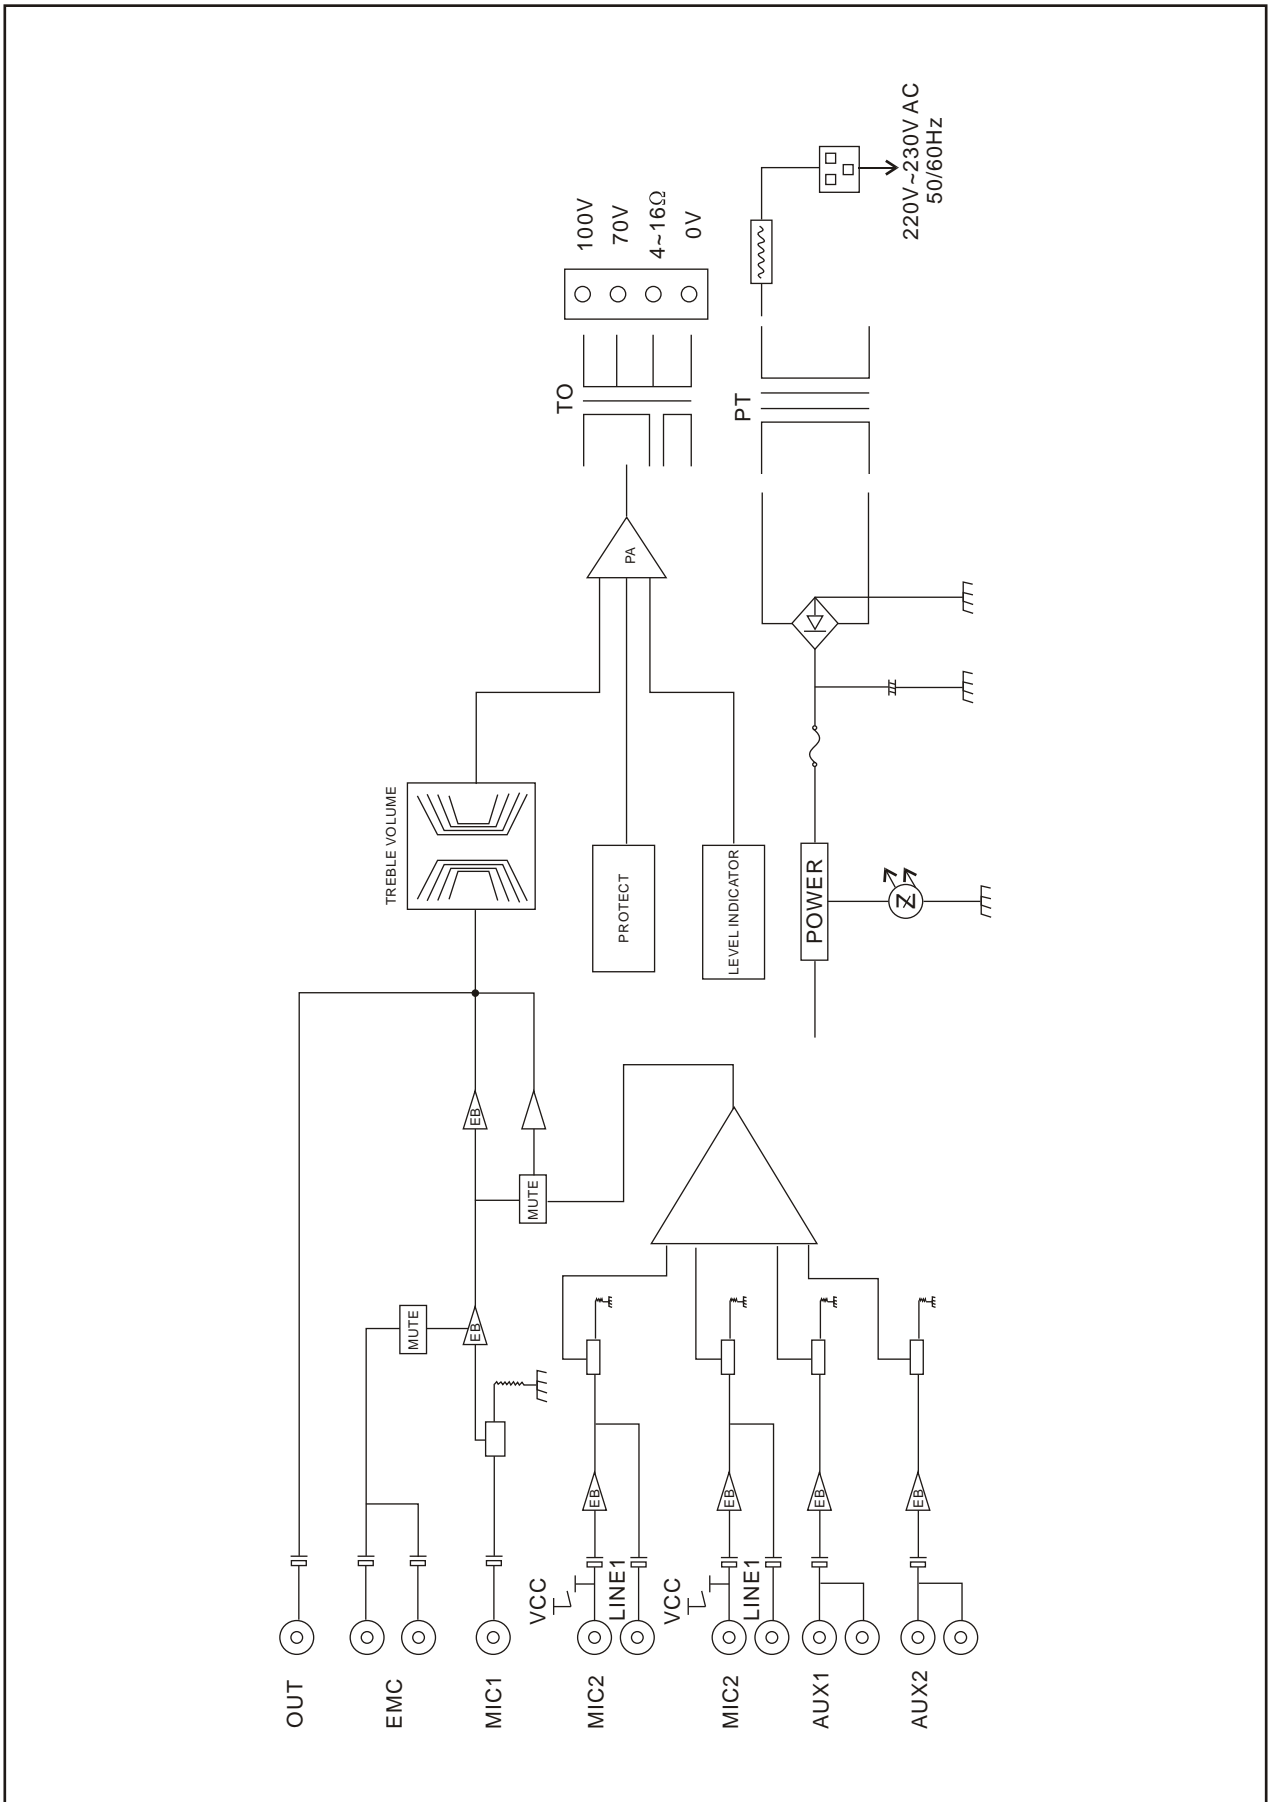 100V
70V
4~16Ω
0V
220V~230V AC
50/60Hz
TO
PT
PA
TREBLE VOLUME
PROTECT
LEVEL INDICATOR
POWER
EB
MUTE
MUTE
EB
EB
EB
EB
EB
VCC
LINE1
VCC
LINE1
OUT
EMC
MIC1
MIC2
MIC2
AUX1
AUX2